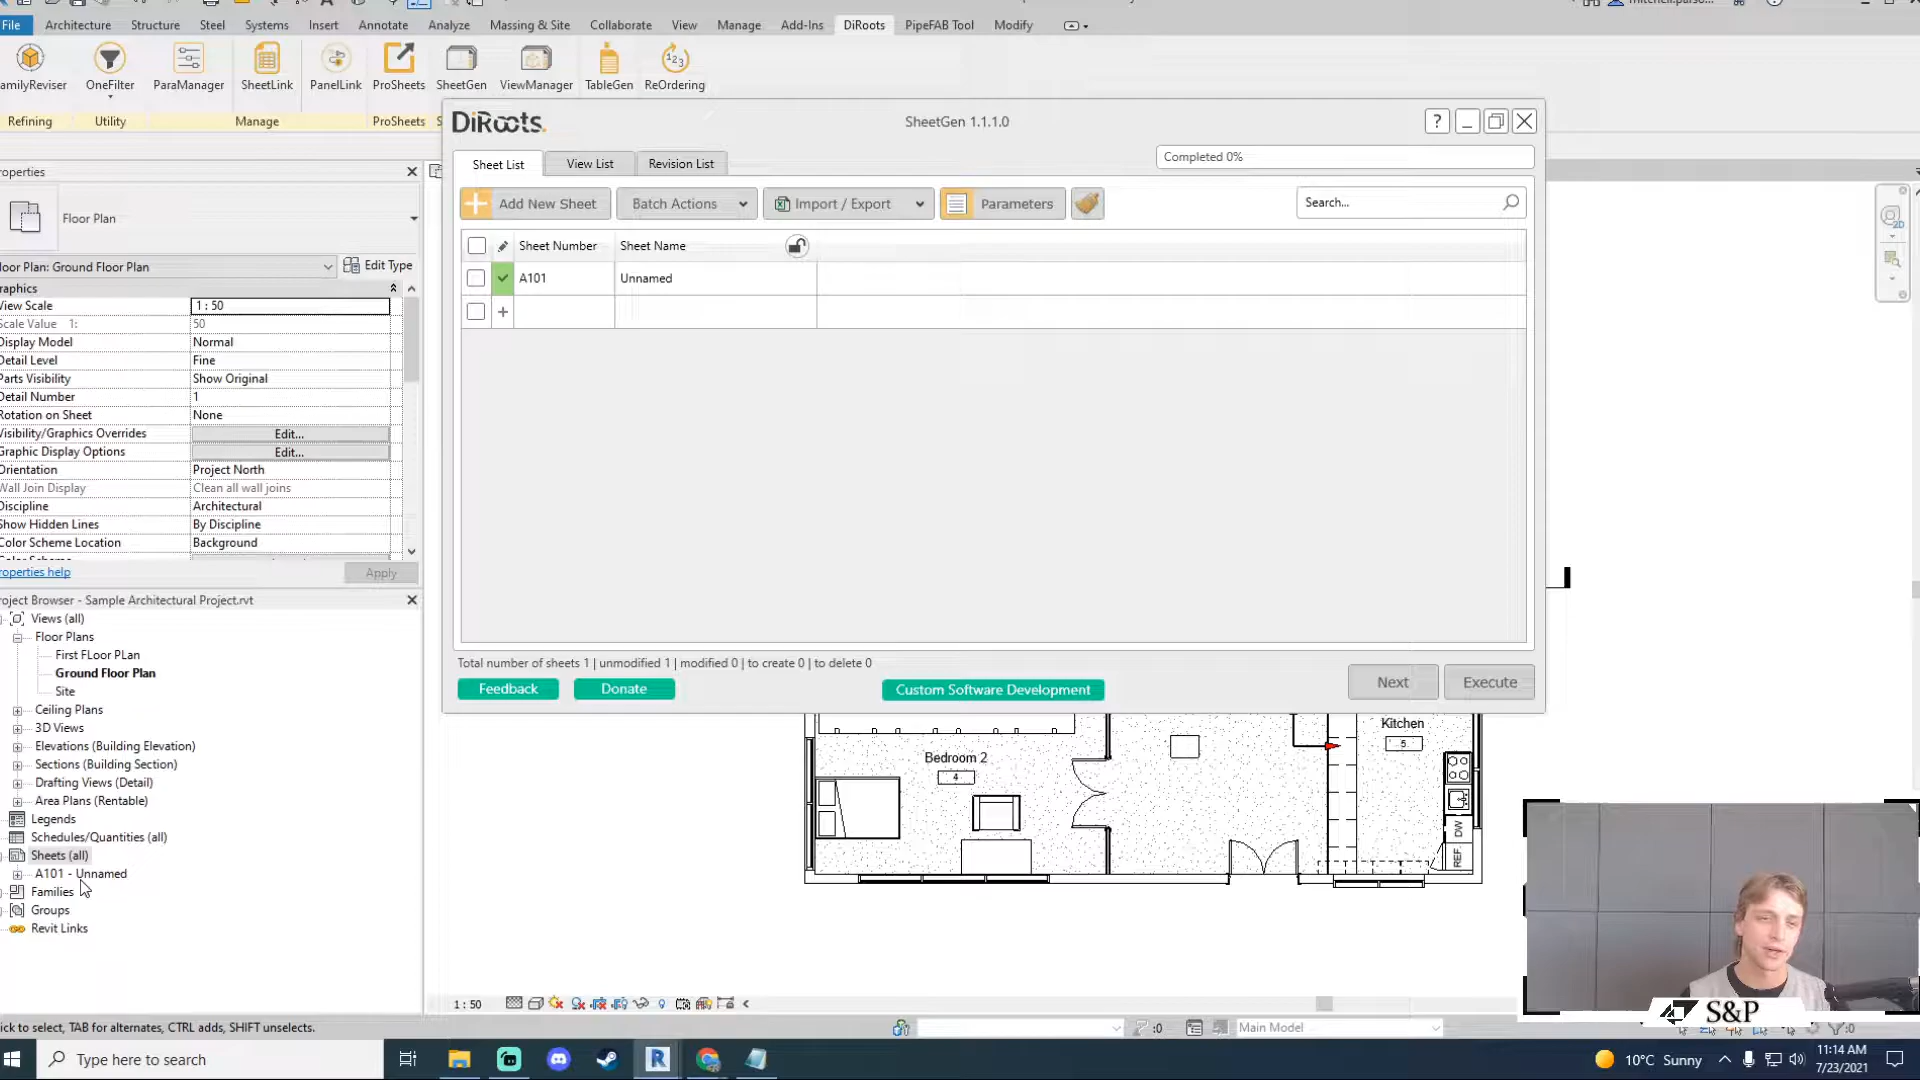 File Architecture Structure Steel Systems Insert Annotate Analyze Massing & Site Collaborate View Manage Add-Ins DiRoots PipeFAB Tool Modify
amilyReviser OneFilter ParaManager SheetLink PanelLink ProSheets SheetGen ViewManager TableGen ReOrdering
Refining Utility Manage ProSheets S
DiRoots.
SheetGen 1.1.1.0
?
roperties
Floor Plan
loor Plan: Ground Floor Plan
Edit Type
raphics
View Scale 1 : 50
Scale Value 1: 50
Display Model Normal
Detail Level Fine
Parts Visibility Show Original
Detail Number 1
Rotation on Sheet None
Visibility/Graphics Overrides Edit...
Graphic Display Options Edit...
Orientation Project North
Wall Join Display Clean all wall joins
Discipline Architectural
Show Hidden Lines By Discipline
Color Scheme Location Background
roperties help
Apply
Sheet List View List Revision List
Completed 0%
Add New Sheet Batch Actions Import / Export Parameters
Search...
Sheet Number Sheet Name
A101 Unnamed
Total number of sheets 1 | unmodified 1 | modified 0 | to create 0 | to delete 0
Feedback Donate Custom Software Development
Next Execute
roject Browser - Sample Architectural Project.rvt
Views (all)
Floor Plans
First FLoor PLan
Ground Floor Plan
Site
Ceiling Plans
3D Views
Elevations (Building Elevation)
Sections (Building Section)
Drafting Views (Detail)
Area Plans (Rentable)
Legends
Schedules/Quantities (all)
Sheets (all)
A101 - Unnamed
Families
Groups
Revit Links
Kitchen
5
Bedroom 2
4
DW
REF.
S&P
1 : 50
ick to select, TAB for alternates, CTRL adds, SHIFT unselects.
:0
Main Model
:0
Type here to search
10°C Sunny
11:14 AM
7/23/2021